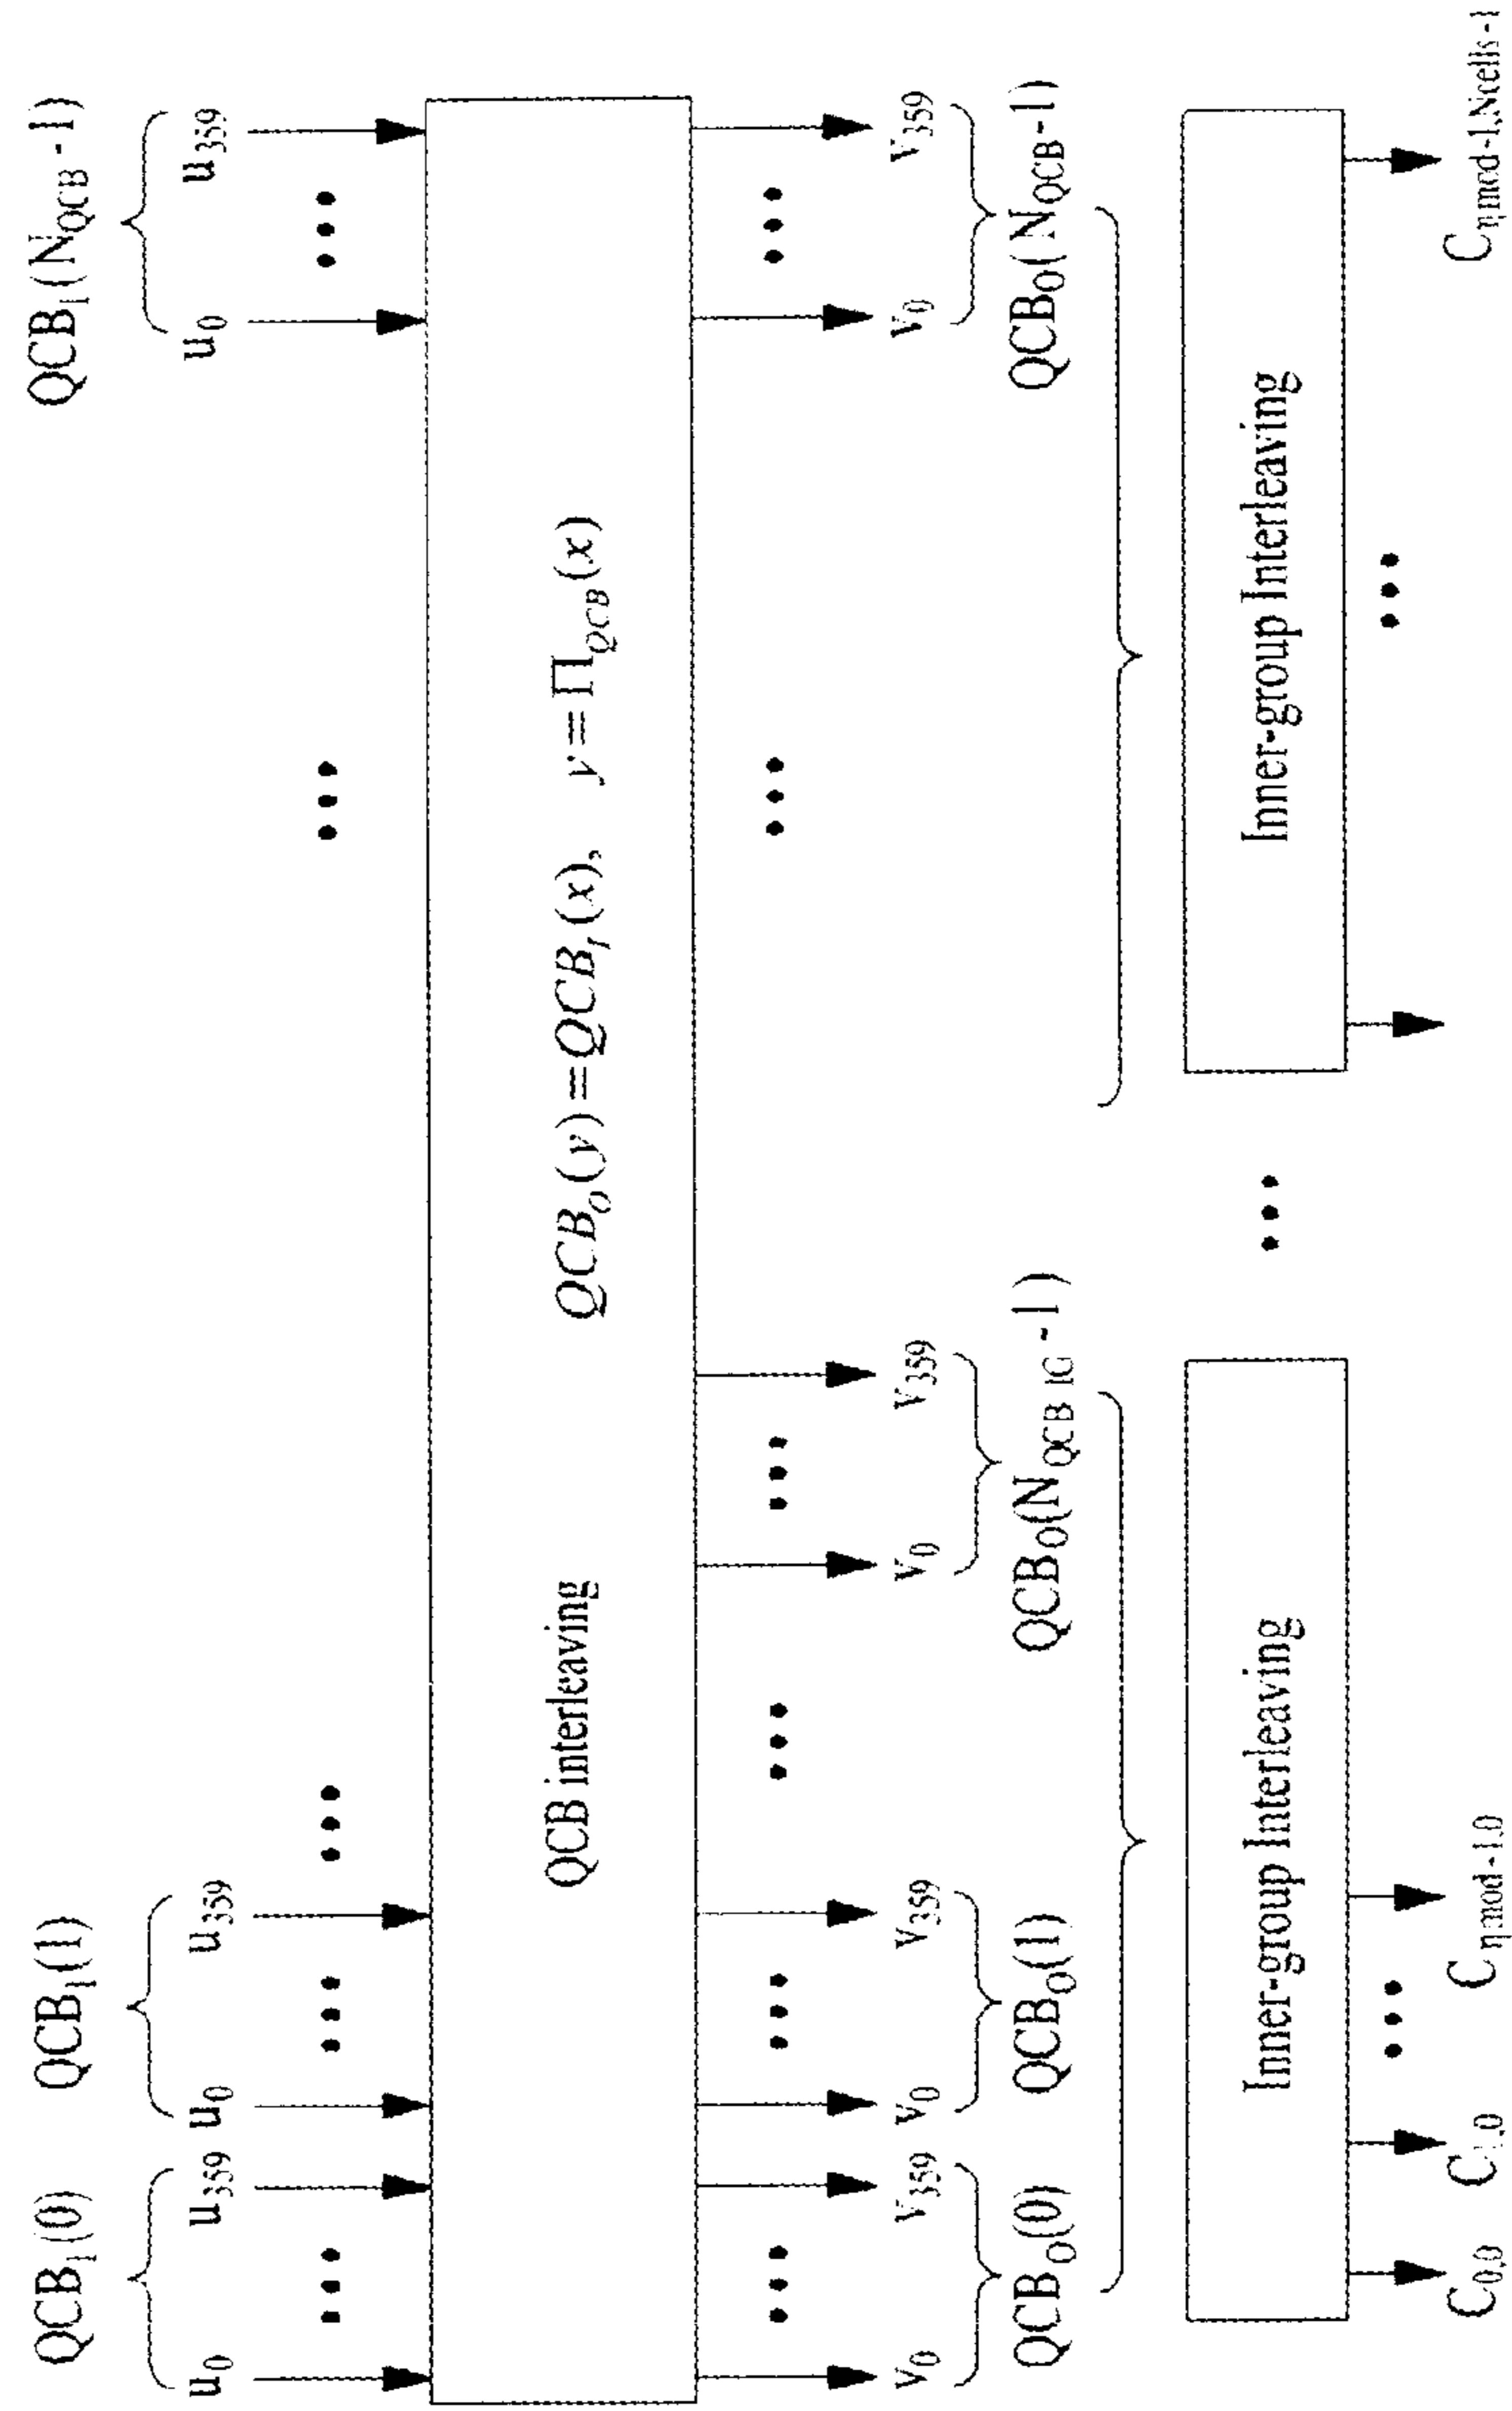 QCB_I(0) QCB_I(1) QCB_I(N_QCB -1)
u_0 u_359 u_0 u_359 u_0 u_359
QCB interleaving QCB_O(y)=QCB_I(x), y=Π_QCB(x)
v_0 v_359 v_0 v_359 v_0 v_359 v_0 v_359
QCB_O(0) QCB_O(1) QCB_O(N_QCB_IG -1) QCB_O(N_QCB-1)
Inner-group Interleaving Inner-group Interleaving
C_0,0 C_1,0 C_ηmod-1,0 C_ηmod-1,Ncells-1